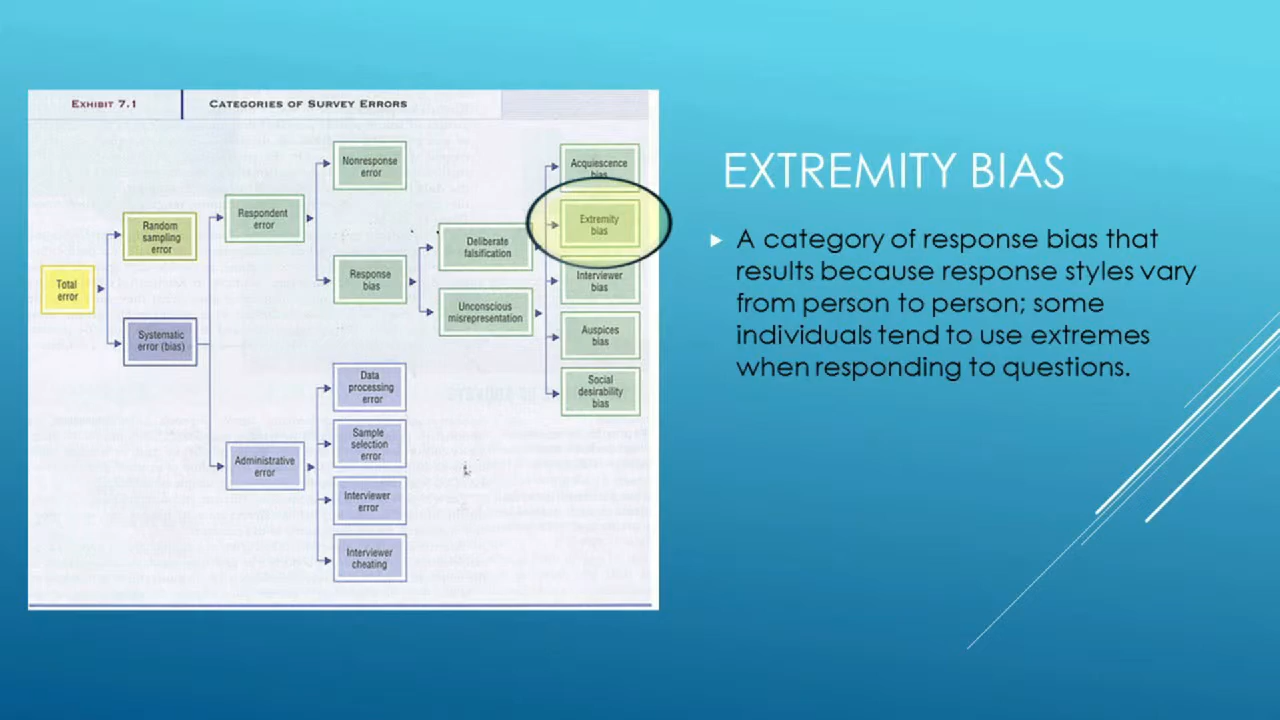 EXHIBIT 7.1
CATEGORIES OF SURVEY ERRORS
Total
error
Random
sampling
error
Systematic
error (bias)
Respondent
error
Administrative
error
Nonresponse
error
Response
bias
Data
processing
error
Sample
selection
error
Interviewer
error
Interviewer
cheating
Deliberate
falsification
Unconscious
misrepresentation
Acquiescence
bias
Extremity
bias
Interviewer
bias
Auspices
bias
Social
desirability
bias
EXTREMITY BIAS
A category of response bias that
results because response styles vary
from person to person; some
individuals tend to use extremes
when responding to questions.